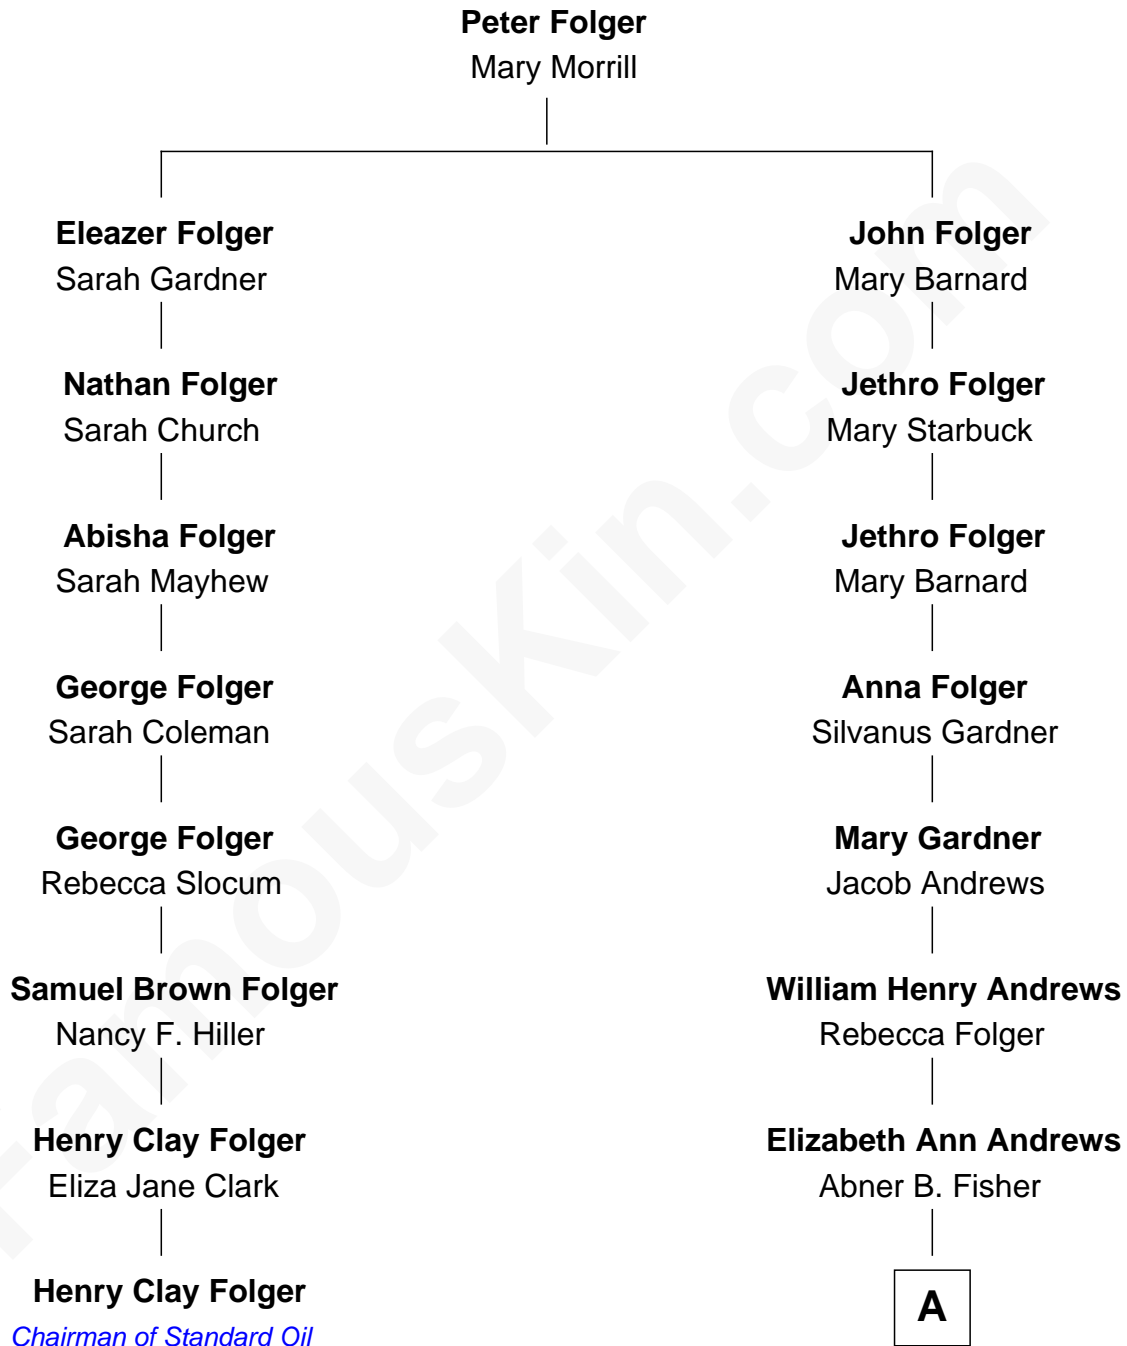 Peter Folger
Mary Morrill
Eleazer Folger
Sarah Gardner
John Folger
Mary Barnard
Nathan Folger
Sarah Church
Jethro Folger
Mary Starbuck
Abisha Folger
Sarah Mayhew
Jethro Folger
Mary Barnard
George Folger
Sarah Coleman
Anna Folger
Silvanus Gardner
George Folger
Rebecca Slocum
Mary Gardner
Jacob Andrews
Samuel Brown Folger
Nancy F. Hiller
William Henry Andrews
Rebecca Folger
Henry Clay Folger
Eliza Jane Clark
Elizabeth Ann Andrews
Abner B. Fisher
Henry Clay Folger
Chairman of Standard Oil
A
FamousKin.com